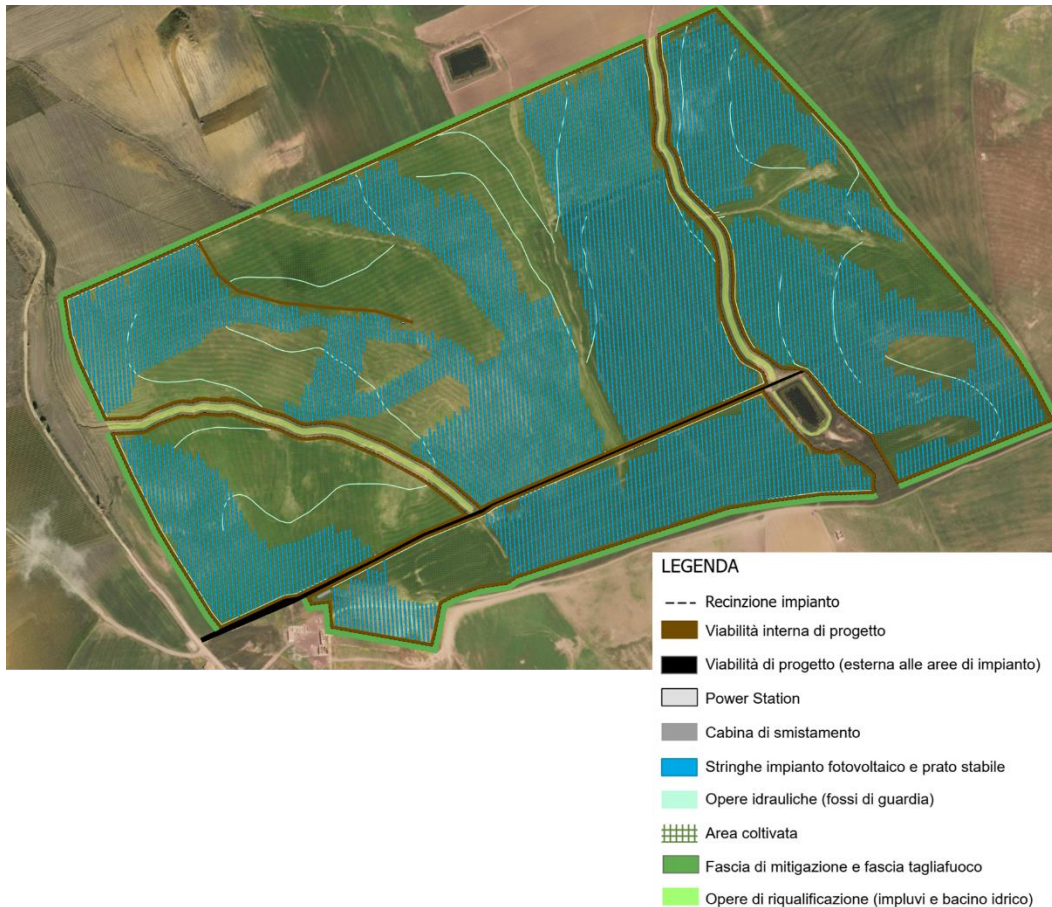 LEGENDA
Recinzione impianto
Viabilità interna di progetto
Viabilità di progetto (esterna alle aree di impianto)
Power Station
Cabina di smistamento
Stringhe impianto fotovoltaico e prato stabile
Opere idrauliche (fossi di guardia)
Area coltivata
Fascia di mitigazione e fascia tagliafuoco
Opere di riqualificazione (impluvi e bacino idrico)